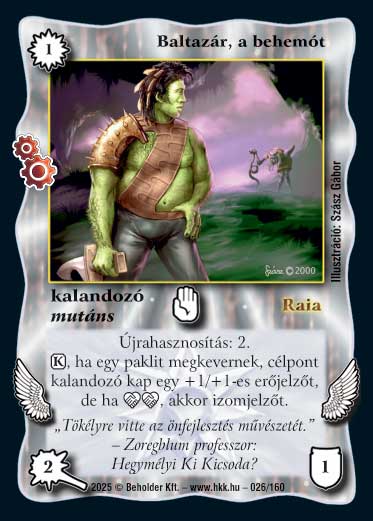 1
Baltazár, a behemót
Szász ©2000
Illusztráció: Szász Gábor
kalandozó
mutáns
Raia
Újrahasznosítás: 2.
K, ha egy paklit megkevernek, célpont
kalandozó kap egy +1/+1-es erőjelzőt,
de ha , akkor izomjelzőt.
„Tökélyre vitte az önfejlesztés művészetét.”
– Zoregblum professzor:
Hegymélyi Ki Kicsoda?
2
2025 © Beholder Kft. – www.hkk.hu – 026/160
1